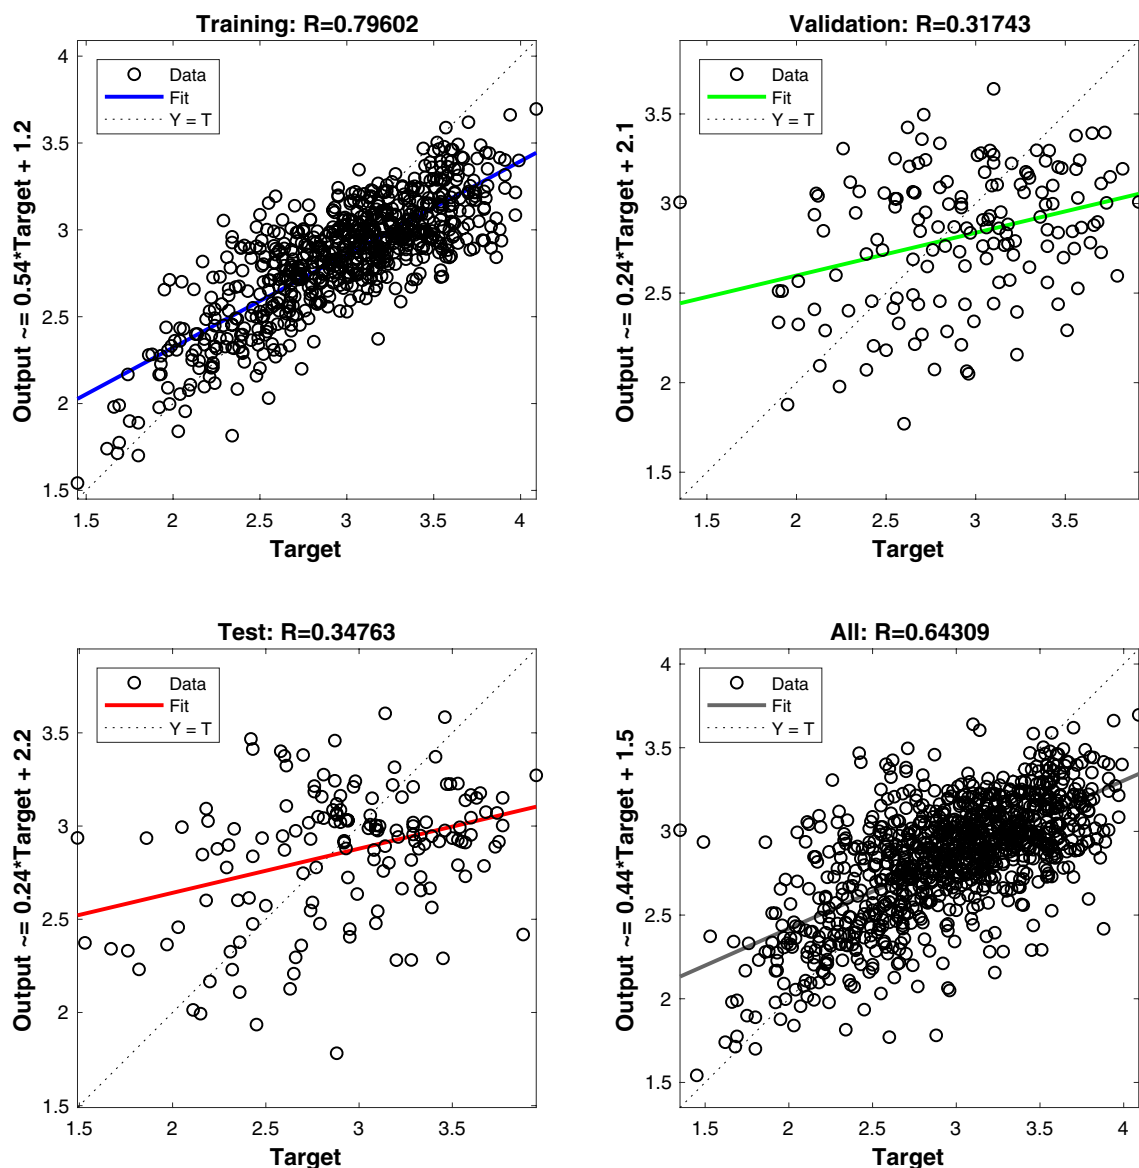 Training: R=0.79602
Output ~= 0.54*Target + 1.2
4
3.5
3
2.5
2
1.5
Data
Fit
Y = T
1.5 2 2.5 3 3.5 4
Target
Validation: R=0.31743
Output ~= 0.24*Target + 2.1
3.5
3
2.5
2
1.5
Data
Fit
Y = T
1.5 2 2.5 3 3.5
Target
Test: R=0.34763
Output ~= 0.24*Target + 2.2
3.5
3
2.5
2
1.5
Data
Fit
Y = T
1.5 2 2.5 3 3.5
Target
All: R=0.64309
Output ~= 0.44*Target + 1.5
4
3.5
3
2.5
2
1.5
Data
Fit
Y = T
1.5 2 2.5 3 3.5 4
Target